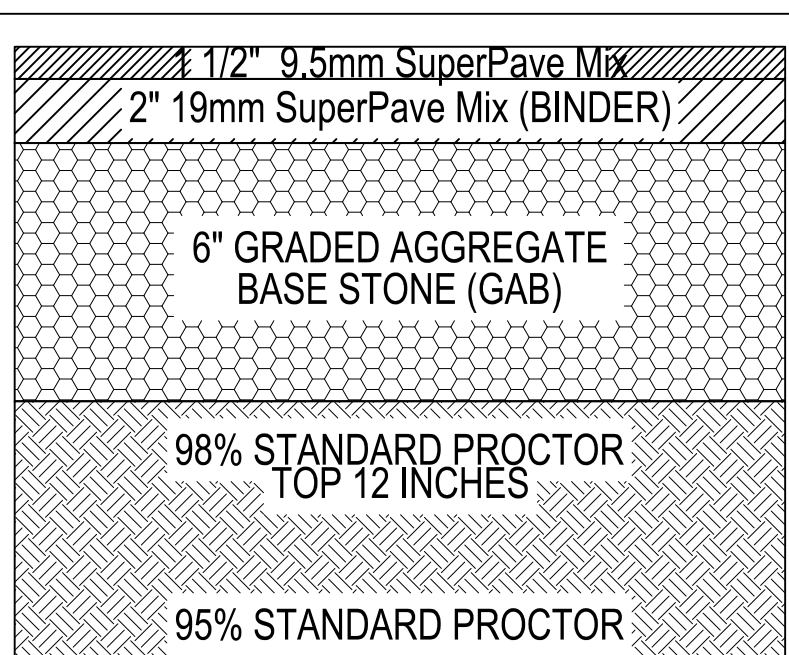 1 1/2" 9.5mm SuperPave Mix
2" 19mm SuperPave Mix (BINDER)
6" GRADED AGGREGATE
BASE STONE (GAB)
98% STANDARD PROCTOR
TOP 12 INCHES
95% STANDARD PROCTOR